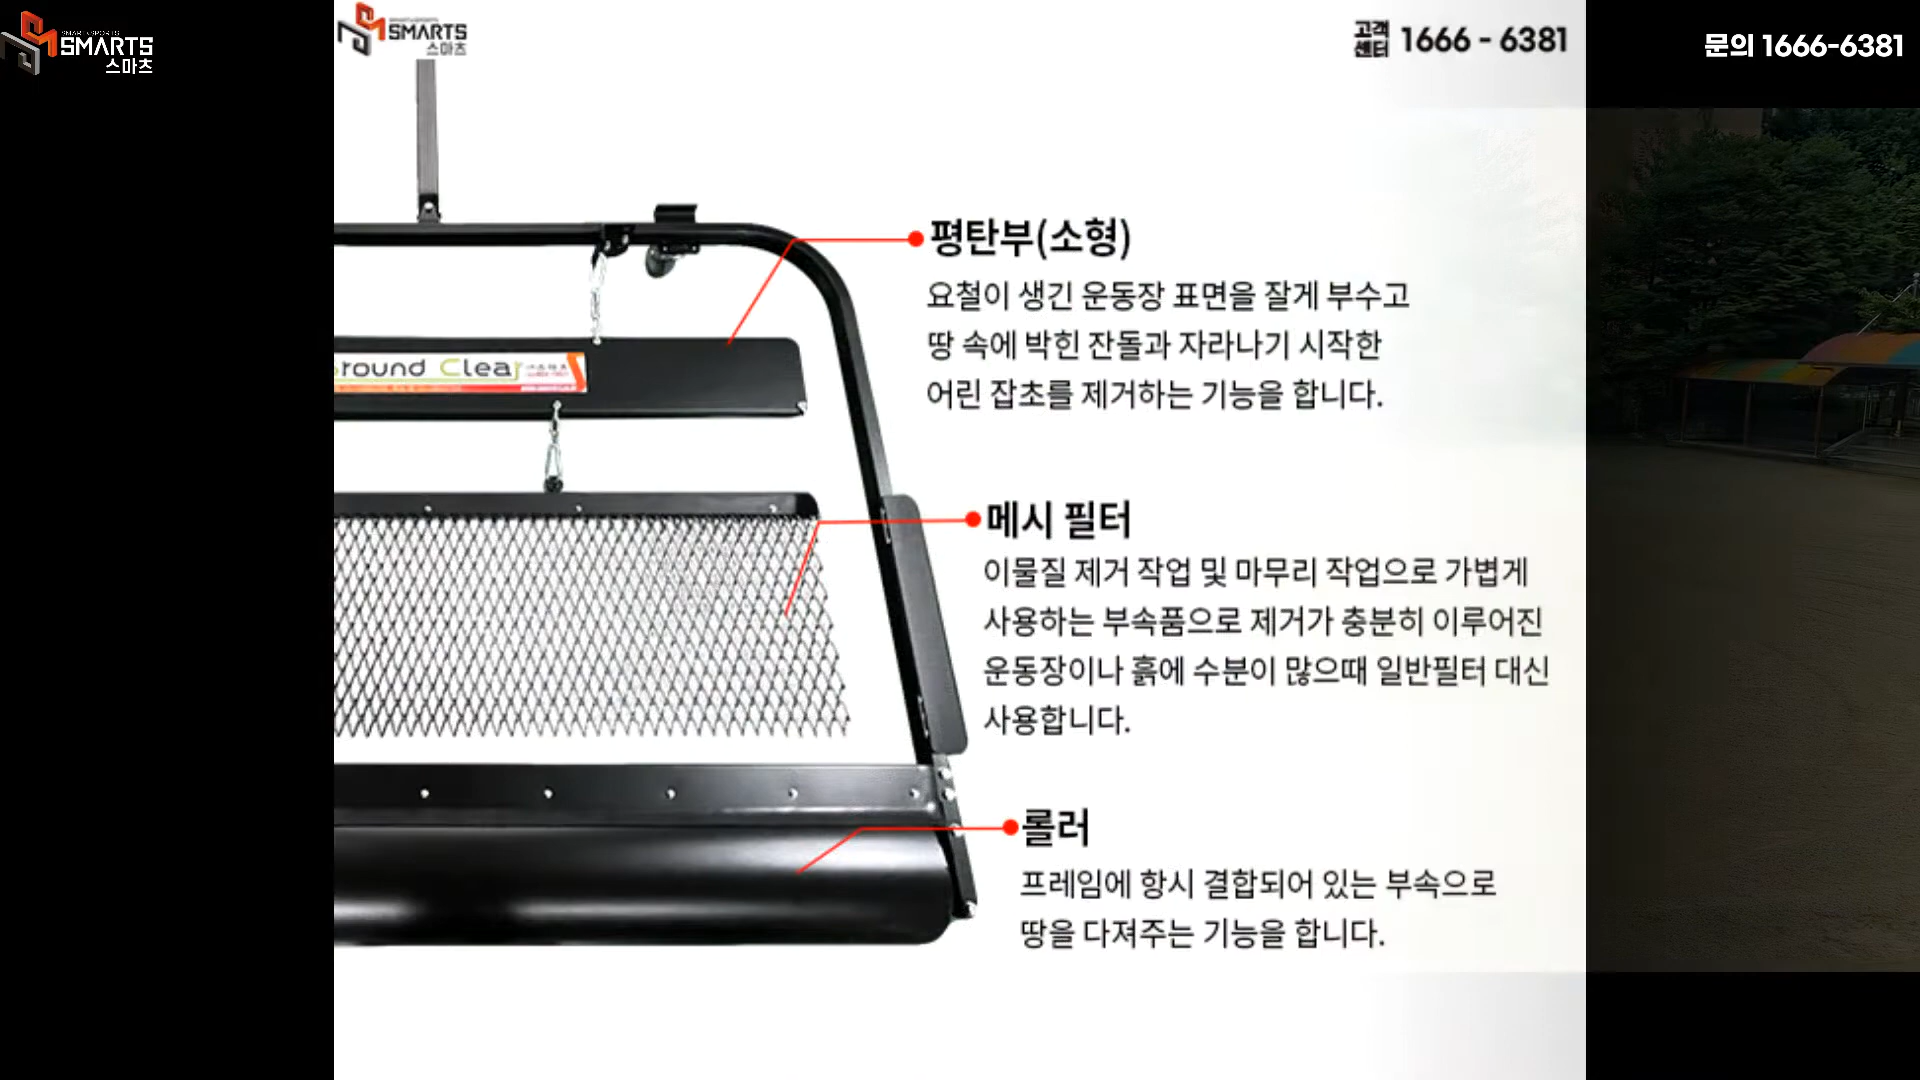 SMARTS
스마츠
SMARTS
스마츠
고객
센터
1666 - 6381
문의 1666-6381
평탄부(소형)
요철이 생긴 운동장 표면을 잘게 부수고
땅 속에 박힌 잔돌과 자라나기 시작한
어린 잡초를 제거하는 기능을 합니다.
round Clear
메시 필터
이물질 제거 작업 및 마무리 작업으로 가볍게
사용하는 부속품으로 제거가 충분히 이루어진
운동장이나 흙에 수분이 많으때 일반필터 대신
사용합니다.
롤러
프레임에 항시 결합되어 있는 부속으로
땅을 다져주는 기능을 합니다.